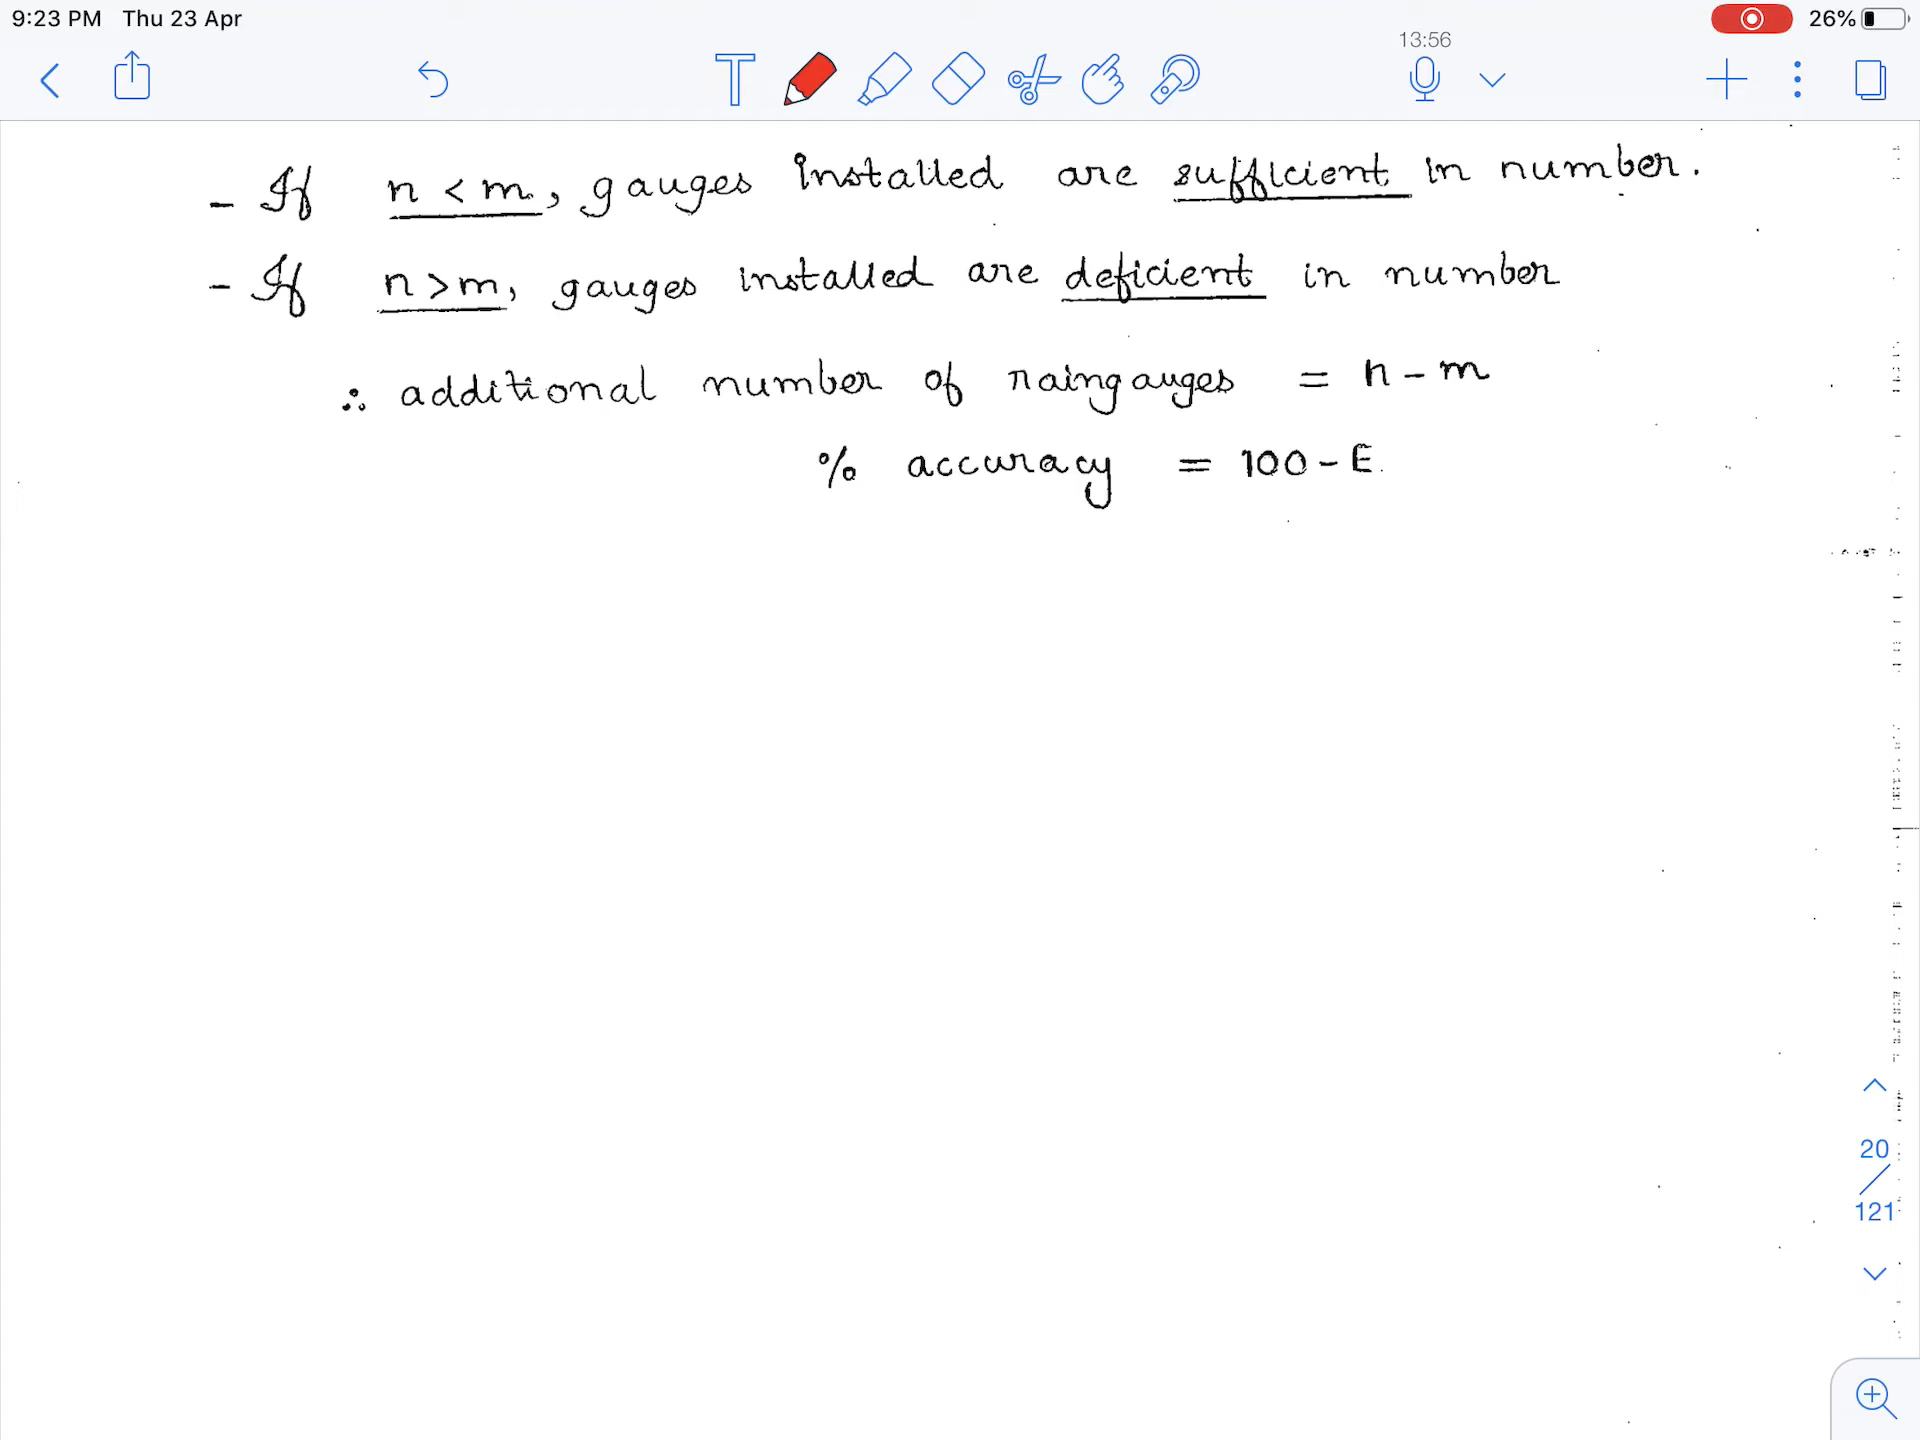 9:23 PM Thu 23 Apr 26%
13:56
- If n < m, gauges installed are sufficient in number.
- If n > m, gauges installed are deficient in number
∴ additional number of raingauges = n - m
% accuracy = 100 - E.
20
121